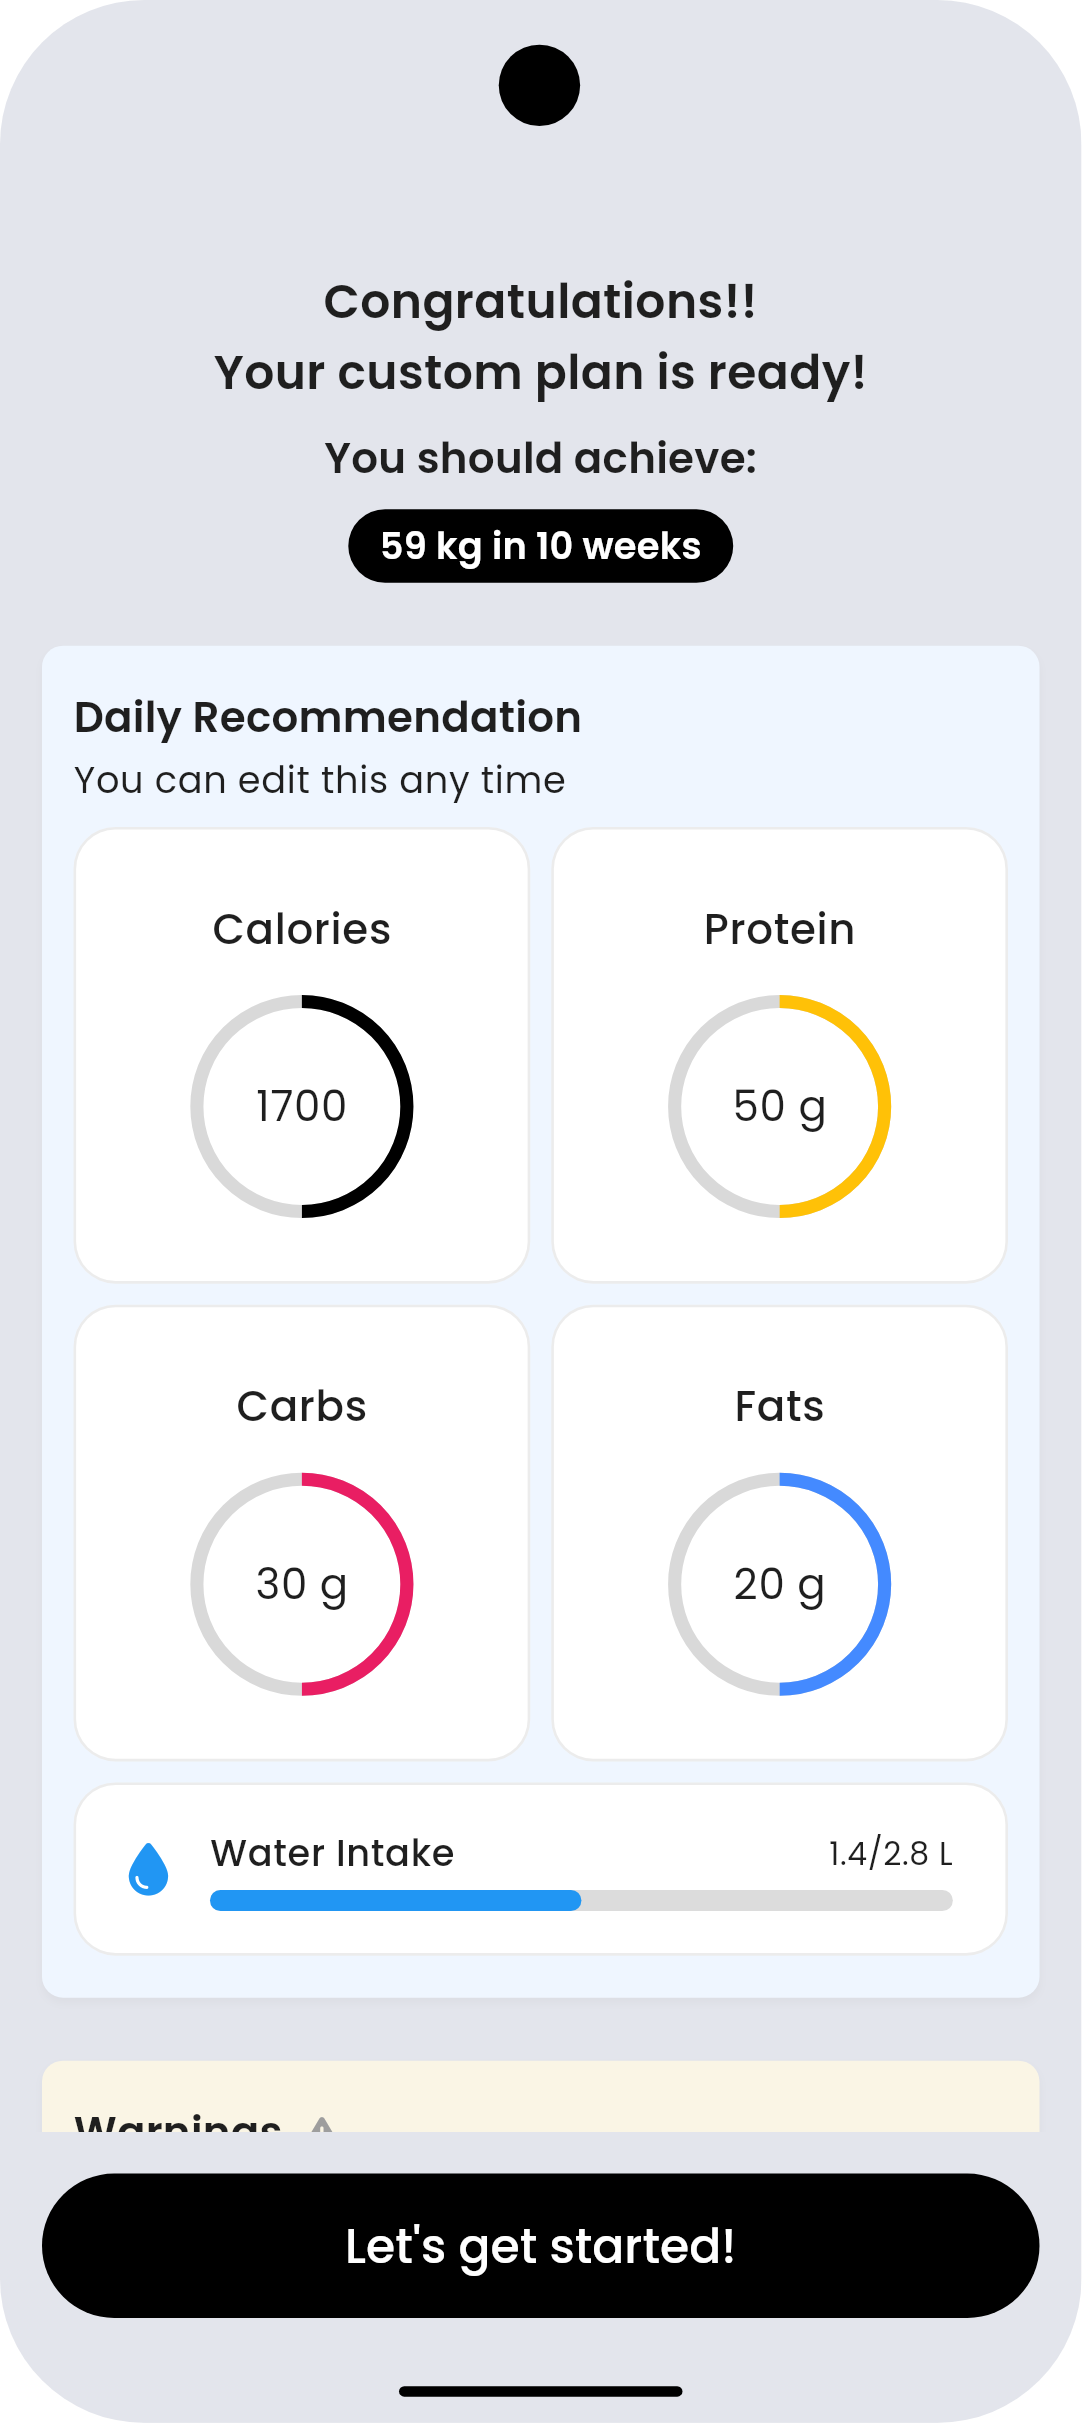 Congratulations!!
Your custom plan is ready!
You should achieve:
59 kg in 10 weeks
Daily Recommendation
You can edit this any time
Calories
Protein
1700
50 g
Carbs
Fats
30 g
20 g
Water Intake
1.4/2.8 L
Warnings
Let's get started!